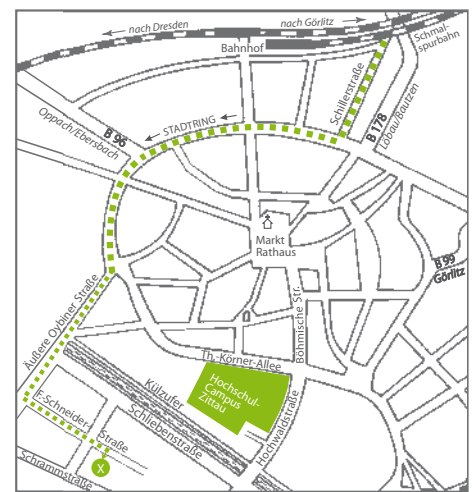 nach Dresden
nach Görlitz
Bahnhof
Schmal-
spurbahn
Schillerstraße
B 178
Löbau/Bautzen
STADTRING
B 96
Oppach/Ebersbach
Markt
Rathaus
B 99
Görlitz
Böhmische Str.
Äußere Oybiner Straße
Th.-Körner-Allee
Hochschul-
Campus
Zittau
Külzufer
Schliebenstraße
Hochwaldstraße
F.-Schneider-
Straße
Schrammstraße
X